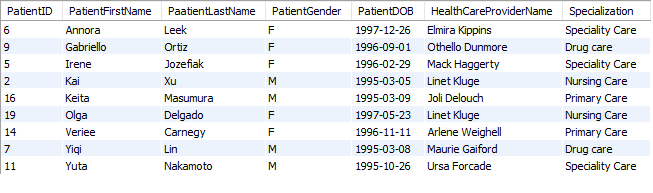 PatientID PatientFirstName PaatientLastName PatientGender PatientDOB HealthCareProviderName Specialization
6 Annora Leek F 1997-12-26 Elmira Kippins Speciality Care
9 Gabriello Ortiz F 1996-09-01 Othello Dunmore Drug care
5 Irene Jozefiak F 1996-02-29 Mack Haggerty Speciality Care
2 Kai Xu M 1995-03-05 Linet Kluge Nursing Care
16 Keita Masumura M 1995-03-09 Joli Delouch Primary Care
19 Olga Delgado F 1997-05-23 Linet Kluge Nursing Care
14 Veriee Carnegy F 1996-11-11 Arlene Weighell Primary Care
7 Yiqi Lin M 1995-03-08 Maurie Gaiford Drug care
11 Yuta Nakamoto M 1995-10-26 Ursa Forcade Speciality Care